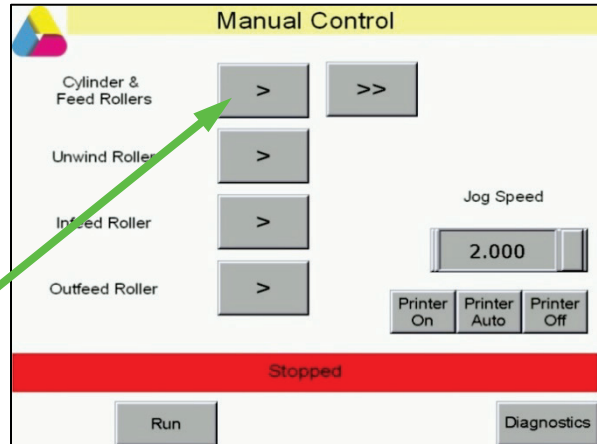 Manual Control
Cylinder &
Feed Rollers
>
>>
Unwind Roller
>
Infeed Roller
>
Outfeed Roller
>
Jog Speed
2.000
Printer
On
Printer
Auto
Printer
Off
Stopped
Run
Diagnostics